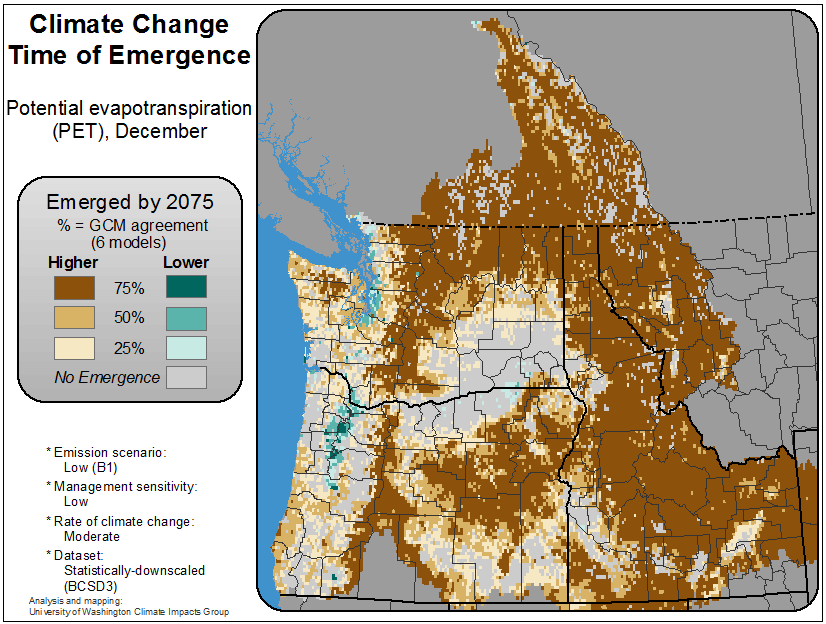 Climate Change
Time of Emergence
Potential evapotranspiration
(PET), December
Emerged by 2075
% = GCM agreement
(6 models)
Higher Lower
75%
50%
25%
No Emergence
* Emission scenario:
Low (B1)
* Management sensitivity:
Low
* Rate of climate change:
Moderate
* Dataset:
Statistically-downscaled
(BCSD3)
Analysis and mapping:
University of Washington Climate Impacts Group